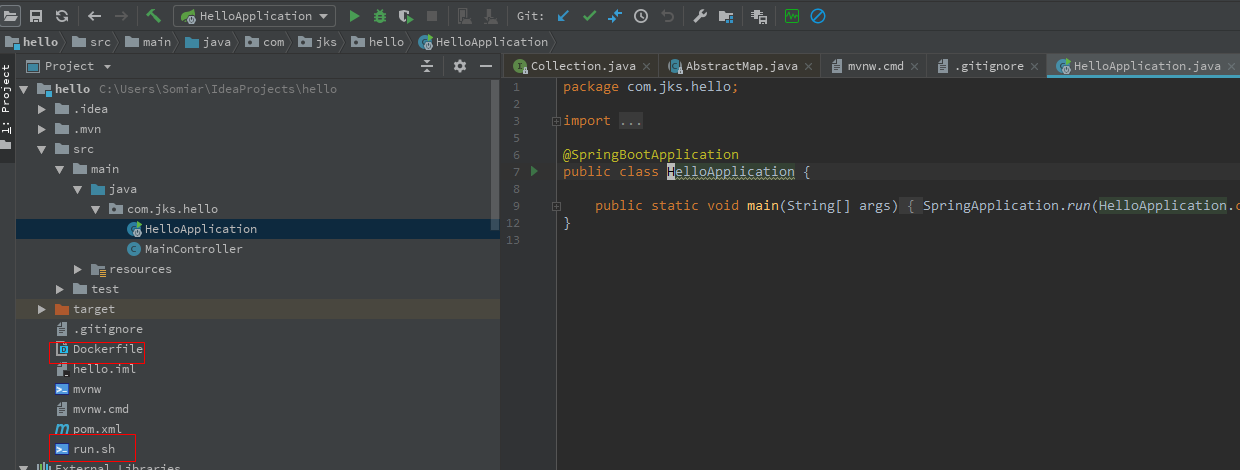 HelloApplication Git:
hello src main java com jks hello HelloApplication
1: Project
Project
Collection.java AbstractMap.java mvnw.cmd .gitignore HelloApplication.java
hello C:\Users\Somiar\IdeaProjects\hello
.idea
.mvn
src
main
java
com.jks.hello
HelloApplication
MainController
resources
test
target
.gitignore
Dockerfile
hello.iml
mvnw
mvnw.cmd
pom.xml
run.sh
External Libraries
1 package com.jks.hello;
2
3 import ...
5
6 @SpringBootApplication
7 public class HelloApplication {
8
9 public static void main(String[] args) { SpringApplication.run(HelloApplication.
12 }
13